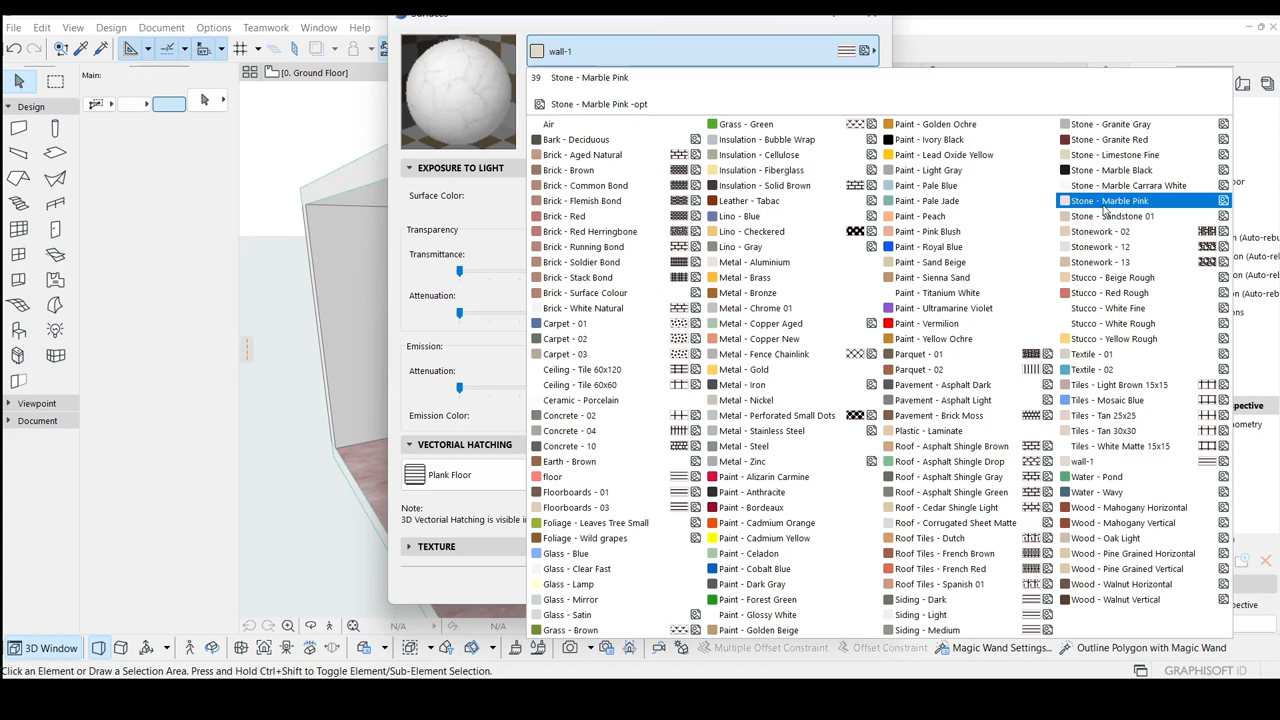 Surfaces
File Edit View Design Document Options Teamwork Window Help
wall-1
[0. Ground Floor]
39 Stone - Marble Pink
Main:
Stone - Marble Pink -opt
Design
Viewpoint
Document
EXPOSURE TO LIGHT
Surface Color:
Transparency
Transmittance:
Attenuation:
Emission:
Attenuation:
Emission Color:
VECTORIAL HATCHING
Plank Floor
Note:
3D Vectorial Hatching is visible i
TEXTURE
Air
Bark - Deciduous
Brick - Aged Natural
Brick - Brown
Brick - Common Bond
Brick - Flemish Bond
Brick - Red
Brick - Red Herringbone
Brick - Running Bond
Brick - Soldier Bond
Brick - Stack Bond
Brick - Surface Colour
Brick - White Natural
Carpet - 01
Carpet - 02
Carpet - 03
Ceiling - Tile 60x120
Ceiling - Tile 60x60
Ceramic - Porcelain
Concrete - 02
Concrete - 04
Concrete - 10
Earth - Brown
floor
Floorboards - 01
Floorboards - 03
Foliage - Leaves Tree Small
Foliage - Wild grapes
Glass - Blue
Glass - Clear Fast
Glass - Lamp
Glass - Mirror
Glass - Satin
Grass - Brown
Grass - Green
Insulation - Bubble Wrap
Insulation - Cellulose
Insulation - Fiberglass
Insulation - Solid Brown
Leather - Tabac
Lino - Blue
Lino - Checkered
Lino - Gray
Metal - Aluminium
Metal - Brass
Metal - Bronze
Metal - Chrome 01
Metal - Copper Aged
Metal - Copper New
Metal - Fence Chainlink
Metal - Gold
Metal - Iron
Metal - Nickel
Metal - Perforated Small Dots
Metal - Stainless Steel
Metal - Steel
Metal - Zinc
Paint - Alizarin Carmine
Paint - Anthracite
Paint - Bordeaux
Paint - Cadmium Orange
Paint - Cadmium Yellow
Paint - Celadon
Paint - Cobalt Blue
Paint - Dark Gray
Paint - Forest Green
Paint - Glossy White
Paint - Golden Beige
Paint - Golden Ochre
Paint - Ivory Black
Paint - Lead Oxide Yellow
Paint - Light Gray
Paint - Pale Blue
Paint - Pale Jade
Paint - Peach
Paint - Pink Blush
Paint - Royal Blue
Paint - Sand Beige
Paint - Sienna Sand
Paint - Titanium White
Paint - Ultramarine Violet
Paint - Vermilion
Paint - Yellow Ochre
Parquet - 01
Parquet - 02
Pavement - Asphalt Dark
Pavement - Asphalt Light
Pavement - Brick Moss
Plastic - Laminate
Roof - Asphalt Shingle Brown
Roof - Asphalt Shingle Drop
Roof - Asphalt Shingle Gray
Roof - Asphalt Shingle Green
Roof - Cedar Shingle Light
Roof - Corrugated Sheet Matte
Roof Tiles - Dutch
Roof Tiles - French Brown
Roof Tiles - French Red
Roof Tiles - Spanish 01
Siding - Dark
Siding - Light
Siding - Medium
Stone - Granite Gray
Stone - Granite Red
Stone - Limestone Fine
Stone - Marble Black
Stone - Marble Carrara White
Stone - Marble Pink
Stone - Sandstone 01
Stonework - 02
Stonework - 12
Stonework - 13
Stucco - Beige Rough
Stucco - Red Rough
Stucco - White Fine
Stucco - White Rough
Stucco - Yellow Rough
Textile - 01
Textile - 02
Tiles - Light Brown 15x15
Tiles - Mosaic Blue
Tiles - Tan 25x25
Tiles - Tan 30x30
Tiles - White Matte 15x15
wall-1
Water - Pond
Water - Wavy
Wood - Mahogany Horizontal
Wood - Mahogany Vertical
Wood - Oak Light
Wood - Pine Grained Horizontal
Wood - Pine Grained Vertical
Wood - Walnut Horizontal
Wood - Walnut Vertical
oor
on (Auto-rebu
(Auto-rebu
(Auto-reb
Auto-rebu
pective
ometry
spective
N/A N/A
3D Window
Multiple Offset Constraint
Offset Constraint
Magic Wand Settings...
Outline Polygon with Magic Wand
Click an Element or Draw a Selection Area. Press and Hold Ctrl+Shift to Toggle Element/Sub-Element Selection.
GRAPHISOFT ID